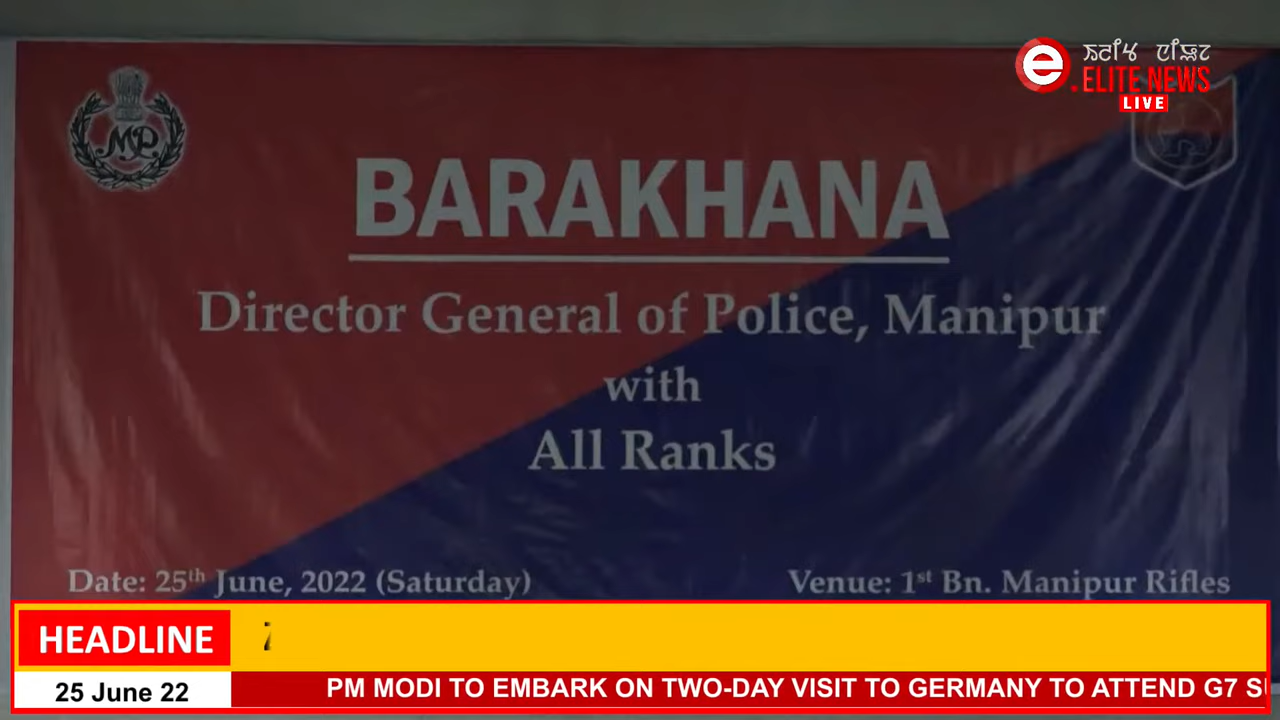 ELITE NEWS
LIVE
MP
BARAKHANA
Director General of Police, Manipur
with
All Ranks
Date: 25th June, 2022 (Saturday)
Venue: 1st Bn. Manipur Rifles
HEADLINE
25 June 22
PM MODI TO EMBARK ON TWO-DAY VISIT TO GERMANY TO ATTEND G7